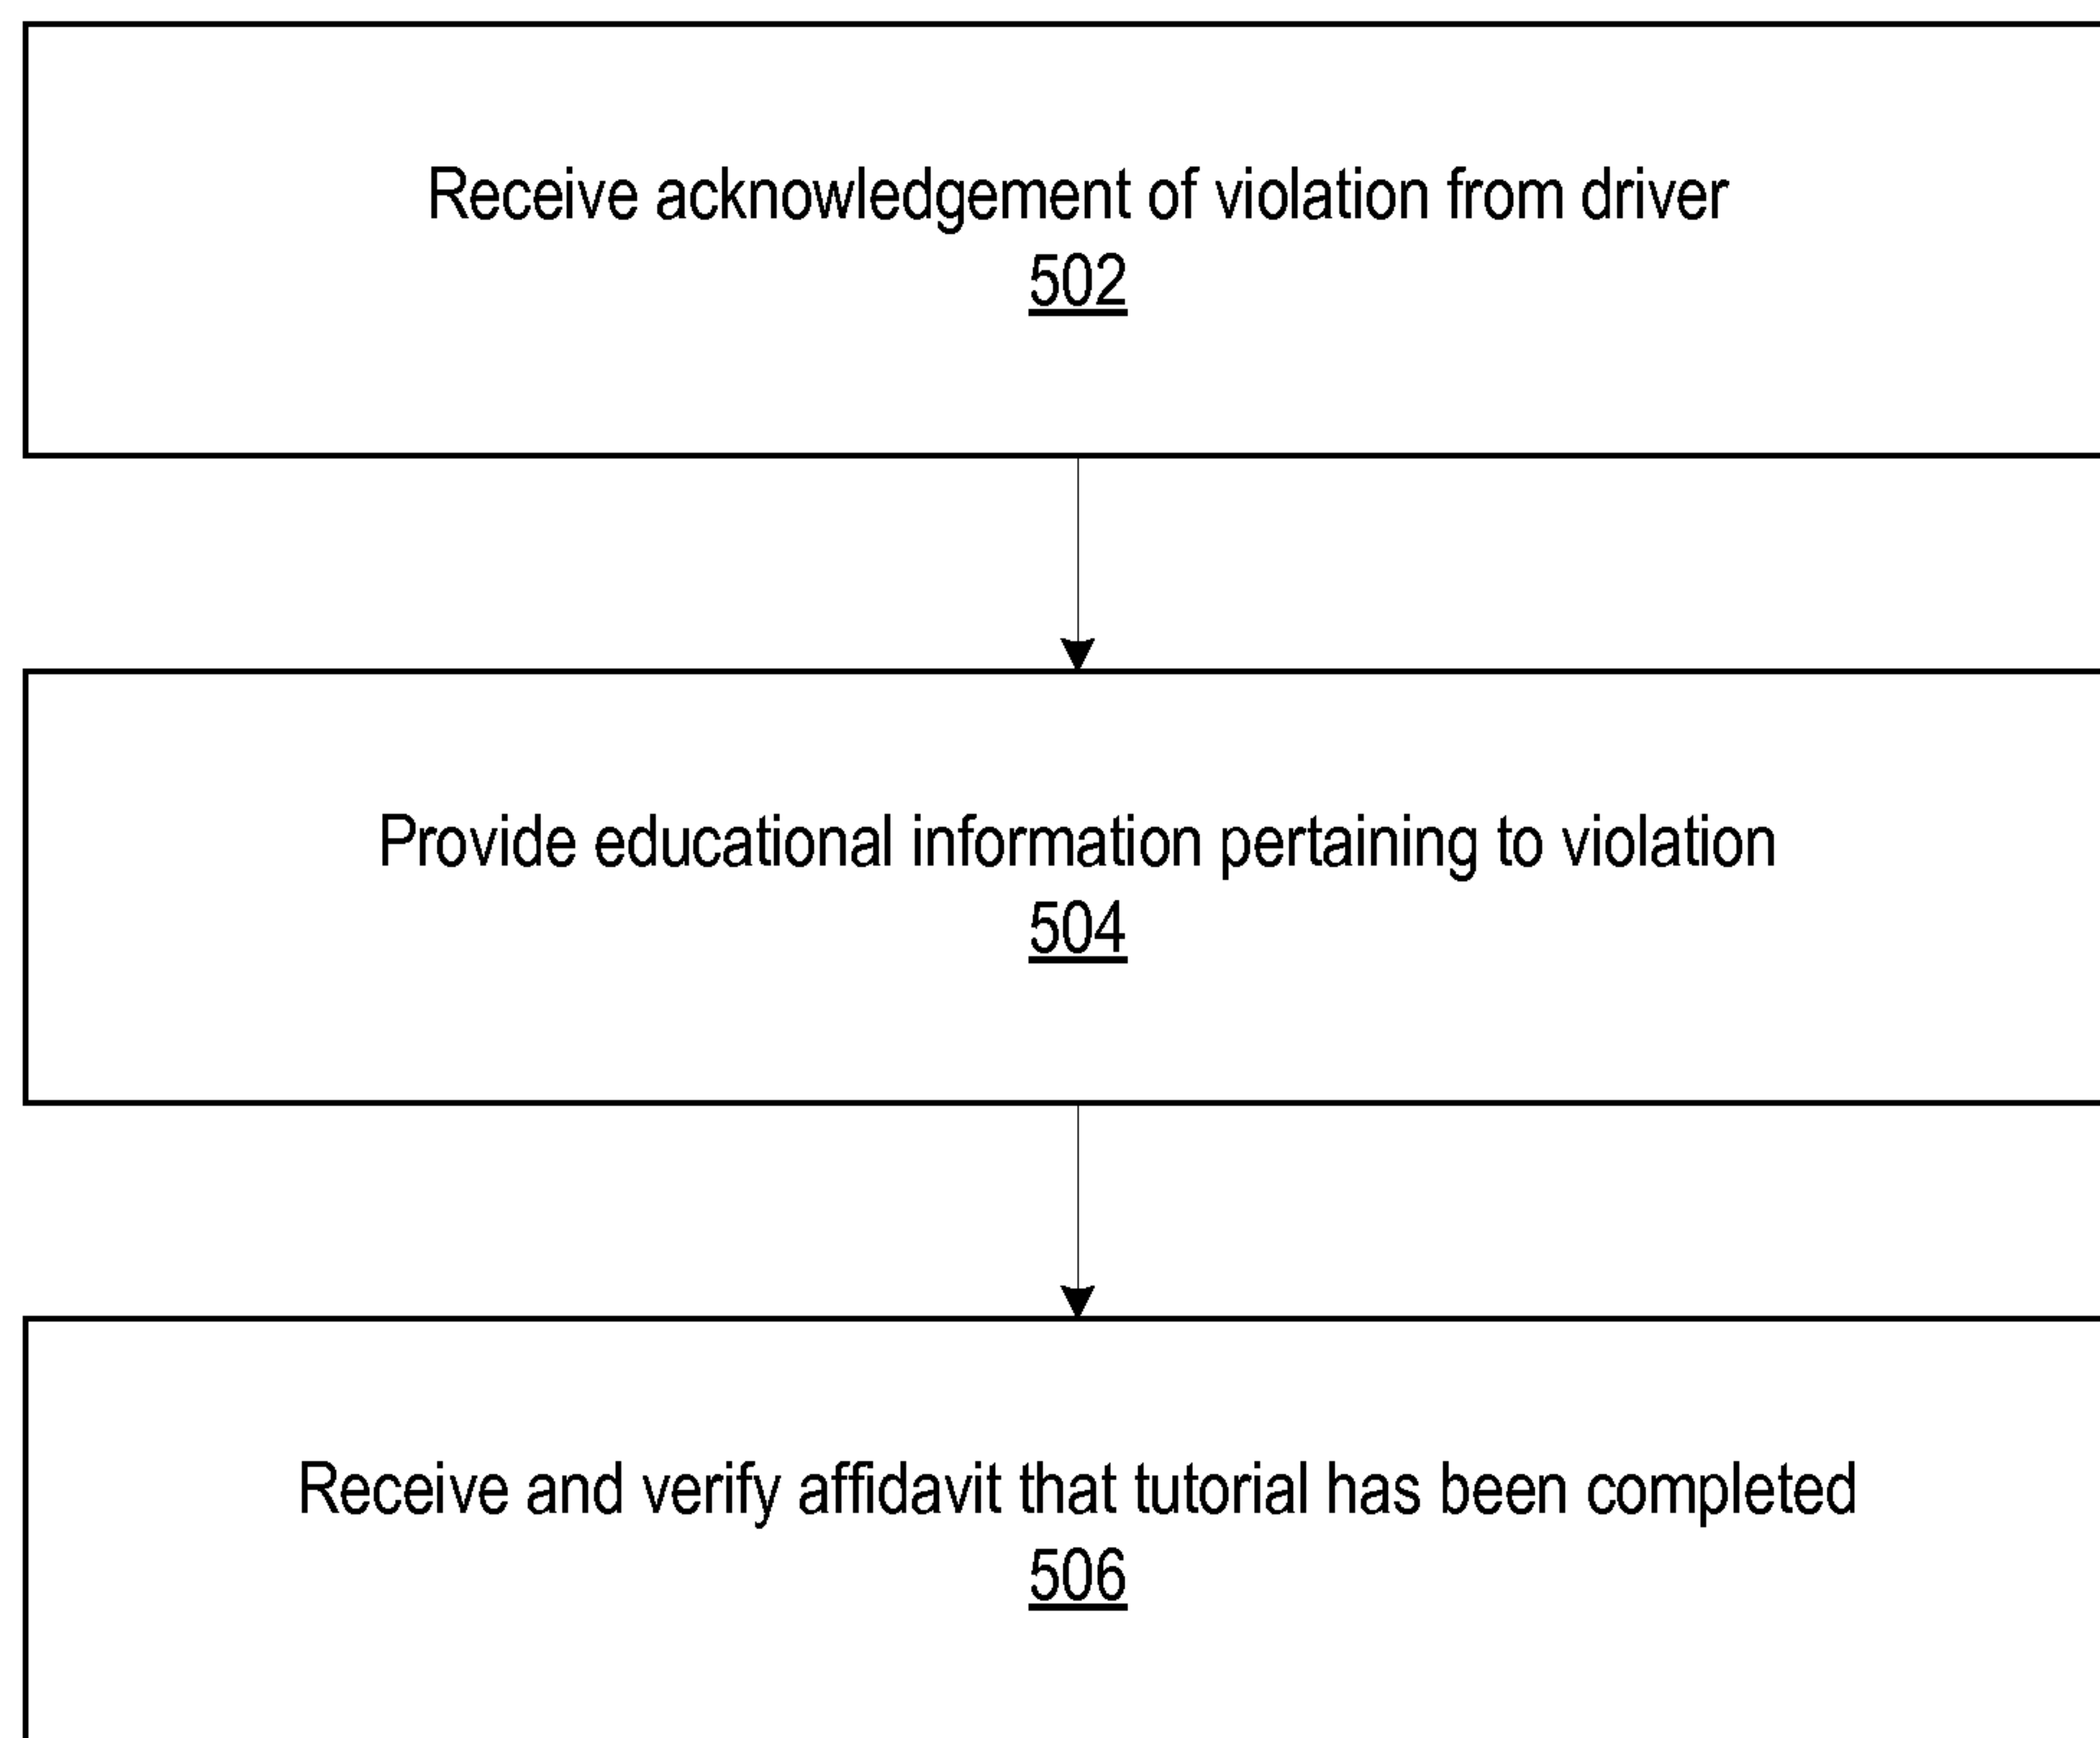 Receive acknowledgement of violation from driver
502
Provide educational information pertaining to violation
504
Receive and verify affidavit that tutorial has been completed
506